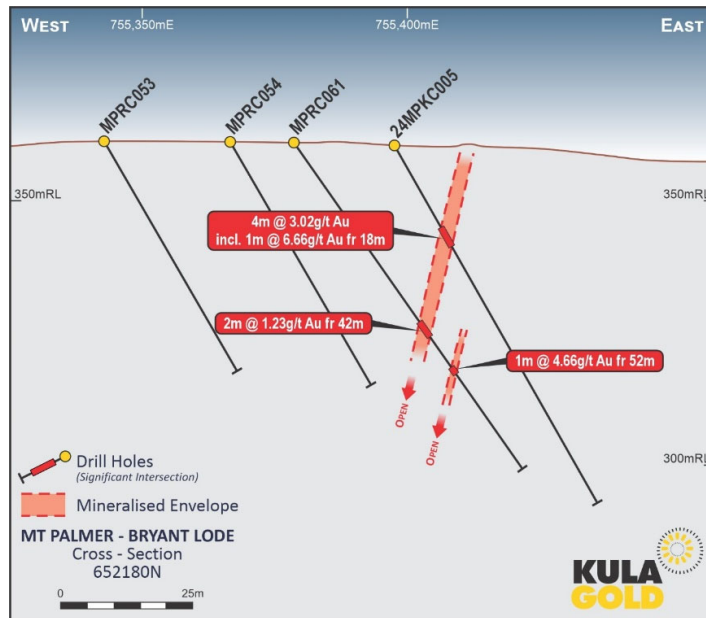 WEST
755,350mE
755,400mE
EAST
MPRC053
MPRC054
MPRC061
24MPKC005
350mRL
350mRL
4m @ 3.02g/t Au
incl. 1m @ 6.66g/t Au fr 18m
2m @ 1.23g/t Au fr 42m
1m @ 4.66g/t Au fr 52m
OPEN
OPEN
300mRL
Drill Holes
(Significant Intersection)
Mineralised Envelope
MT PALMER - BRYANT LODE
Cross - Section
652180N
0
25m
KULA
GOLD